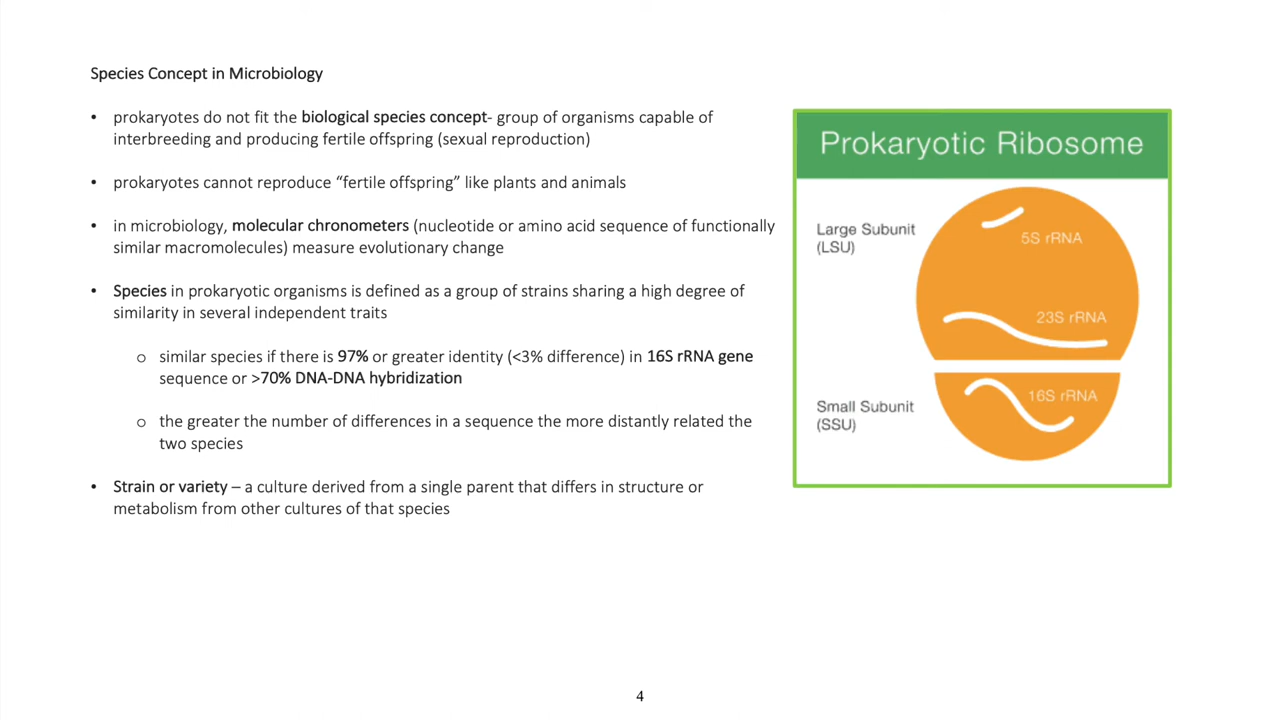 Species Concept in Microbiology
• prokaryotes do not fit the biological species concept- group of organisms capable of
interbreeding and producing fertile offspring (sexual reproduction)
• prokaryotes cannot reproduce “fertile offspring” like plants and animals
• in microbiology, molecular chronometers (nucleotide or amino acid sequence of functionally
similar macromolecules) measure evolutionary change
• Species in prokaryotic organisms is defined as a group of strains sharing a high degree of
similarity in several independent traits
o similar species if there is 97% or greater identity (<3% difference) in 16S rRNA gene
sequence or >70% DNA-DNA hybridization
o the greater the number of differences in a sequence the more distantly related the
two species
• Strain or variety – a culture derived from a single parent that differs in structure or
metabolism from other cultures of that species
Prokaryotic Ribosome
Large Subunit
(LSU)
5S rRNA
23S rRNA
16S rRNA
Small Subunit
(SSU)
4